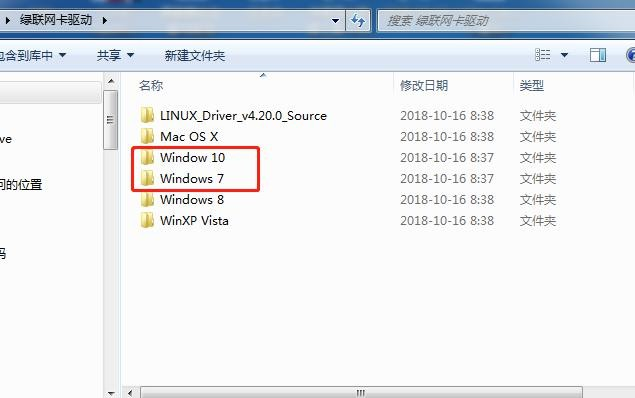 绿联网卡驱动
搜索 绿联网卡驱动
包含到库中 共享 新建文件夹
名称 修改日期 类型
LINUX_Driver_v4.20.0_Source 2018-10-16 8:38 文件夹
Mac OS X 2018-10-16 8:38 文件夹
Window 10 2018-10-16 8:37 文件夹
Windows 7 2018-10-16 8:37 文件夹
Windows 8 2018-10-16 8:38 文件夹
WinXP Vista 2018-10-16 8:38 文件夹
ve
问的位置
码